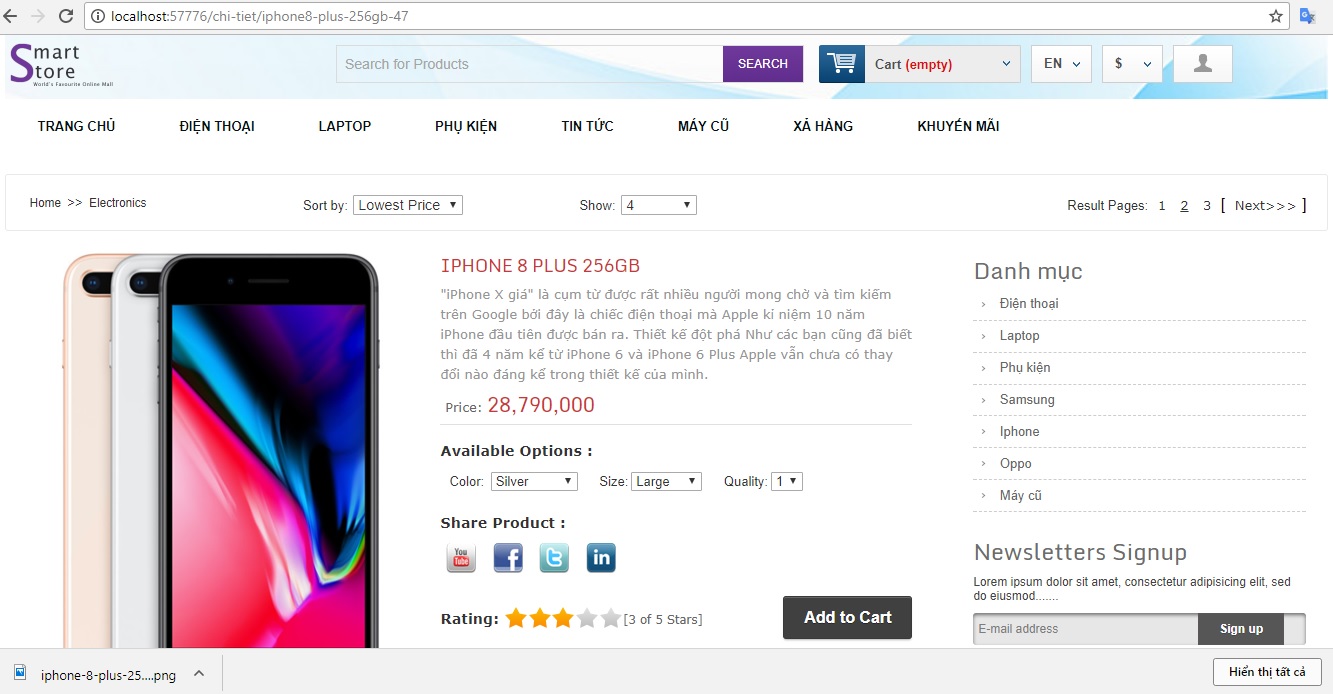 localhost:57776/chi-tiet/iphone8-plus-256gb-47
Smart Store
World's Favourite Online Mall
Search for Products
SEARCH
Cart (empty)
EN
$
TRANG CHỦ
ĐIỆN THOẠI
LAPTOP
PHỤ KIỆN
TIN TỨC
MÁY CŨ
XẢ HÀNG
KHUYẾN MÃI
Home >> Electronics
Sort by: Lowest Price
Show: 4
Result Pages: 1 2 3 [ Next>>> ]
IPHONE 8 PLUS 256GB
"iPhone X giá" là cụm từ được rất nhiều người mong chờ và tìm kiếm
trên Google bởi đây là chiếc điện thoại mà Apple kỉ niệm 10 năm
iPhone đầu tiên được bán ra. Thiết kế đột phá Như các bạn cũng đã biết
thì đã 4 năm kể từ iPhone 6 và iPhone 6 Plus Apple vẫn chưa có thay
đổi nào đáng kể trong thiết kế của mình.
Price: 28,790,000
Available Options :
Color: Silver
Size: Large
Quality: 1
Share Product :
You Tube
f
t
in
Rating:
[3 of 5 Stars]
Add to Cart
Danh mục
Điện thoại
Laptop
Phụ kiện
Samsung
Iphone
Oppo
Máy cũ
Newsletters Signup
Lorem ipsum dolor sit amet, consectetur adipisicing elit, sed
do eiusmod.......
E-mail address
Sign up
iphone-8-plus-25....png
Hiển thị tất cả